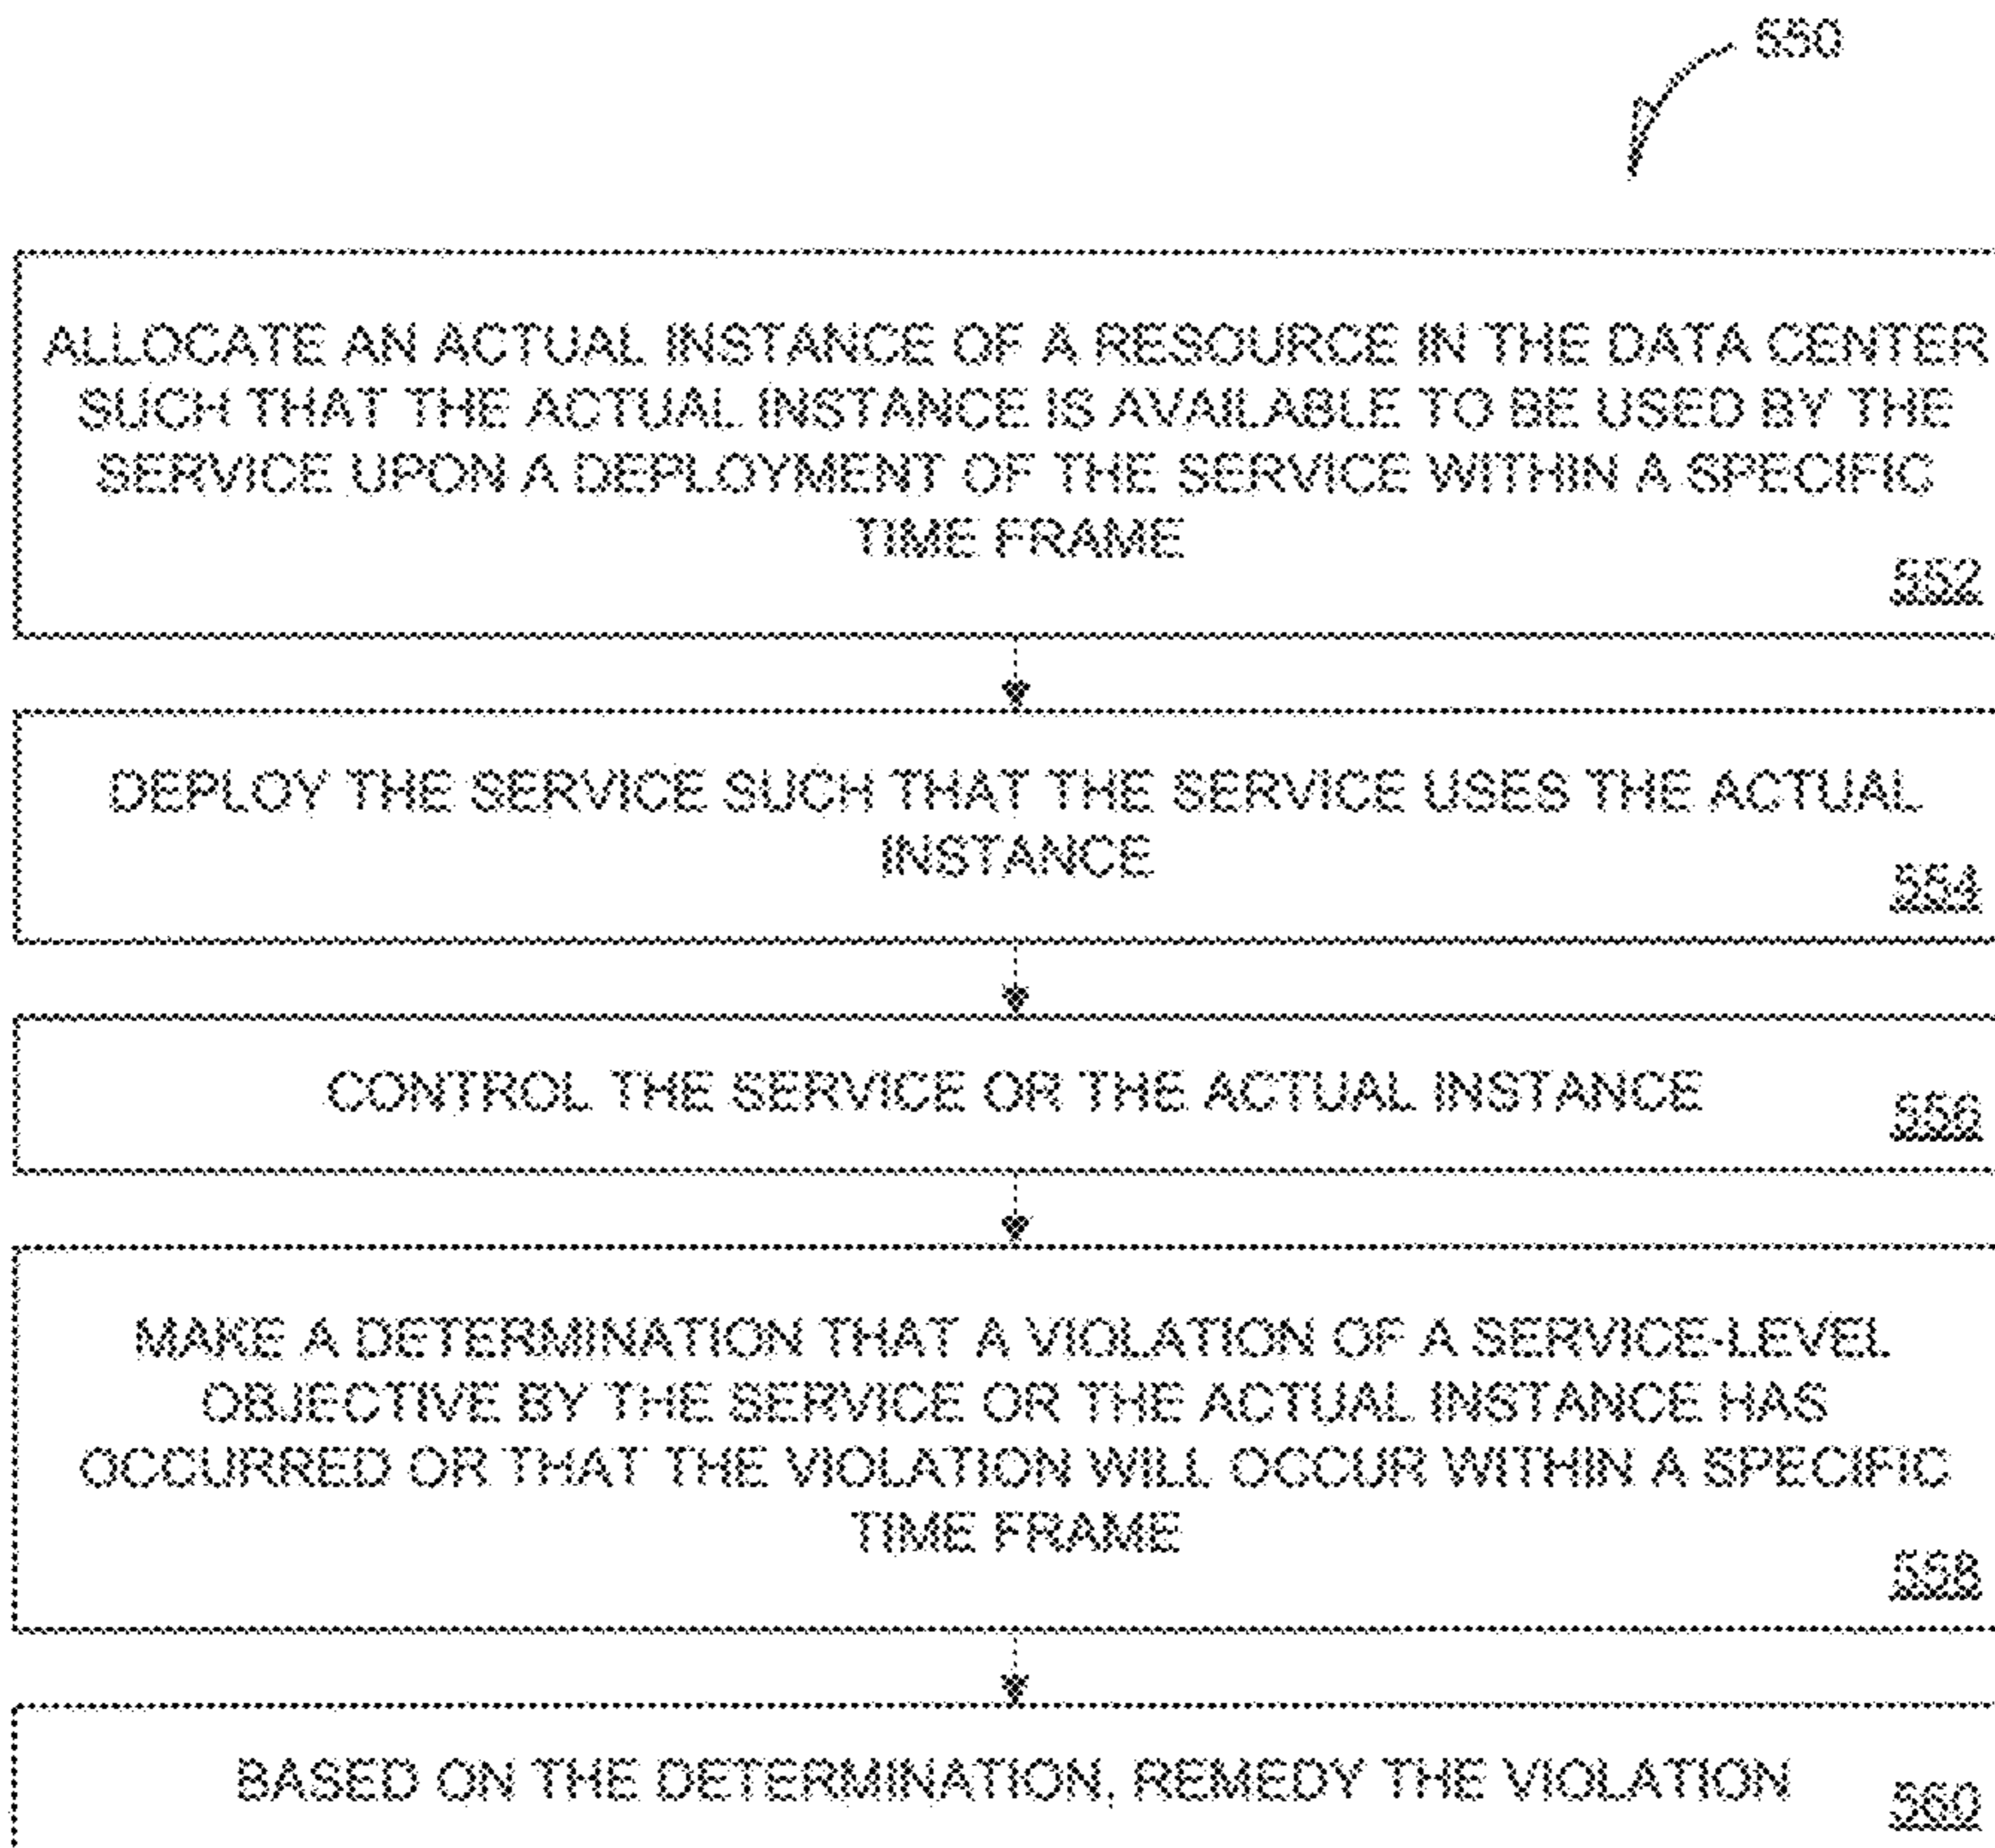 550
ALLOCATE AN ACTUAL INSTANCE OF A RESOURCE IN THE DATA CENTER
SUCH THAT THE ACTUAL INSTANCE IS AVAILABLE TO BE USED BY THE
SERVICE UPON A DEPLOYMENT OF THE SERVICE WITHIN A SPECIFIC
TIME FRAME
552
DEPLOY THE SERVICE SUCH THAT THE SERVICE USES THE ACTUAL
INSTANCE
554
CONTROL THE SERVICE OR THE ACTUAL INSTANCE
556
MAKE A DETERMINATION THAT A VIOLATION OF A SERVICE-LEVEL
OBJECTIVE BY THE SERVICE OR THE ACTUAL INSTANCE HAS
OCCURRED OR THAT THE VIOLATION WILL OCCUR WITHIN A SPECIFIC
TIME FRAME
558
BASED ON THE DETERMINATION, REMEDY THE VIOLATION
560